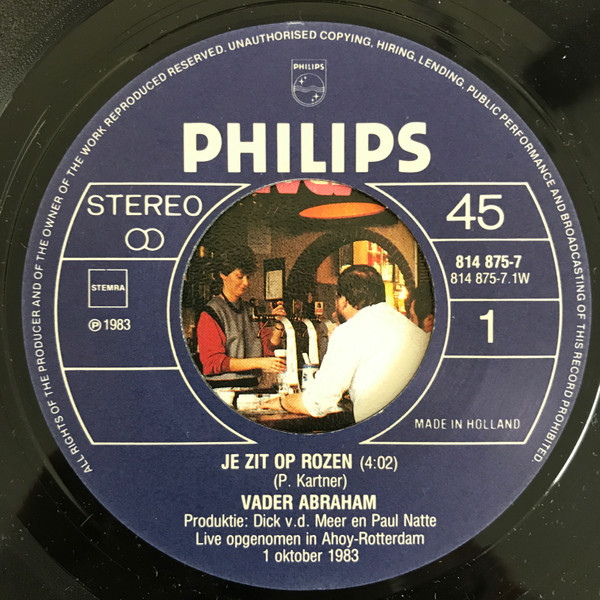 ALL RIGHTS OF THE PRODUCER AND OF THE OWNER OF THE WORK REPRODUCED RESERVED. UNAUTHORISED COPYING, HIRING, LENDING, PUBLIC PERFORMANCE AND BROADCASTING OF THIS RECORD PROHIBITED.
PHILIPS
PHILIPS
STEREO
45
814 875-7
814 875-7.1W
STEMRA
℗ 1983
1
MADE IN HOLLAND
JE ZIT OP ROZEN (4:02)
(P. Kartner)
VADER ABRAHAM
Produktie: Dick v.d. Meer en Paul Natte
Live opgenomen in Ahoy-Rotterdam
1 oktober 1983